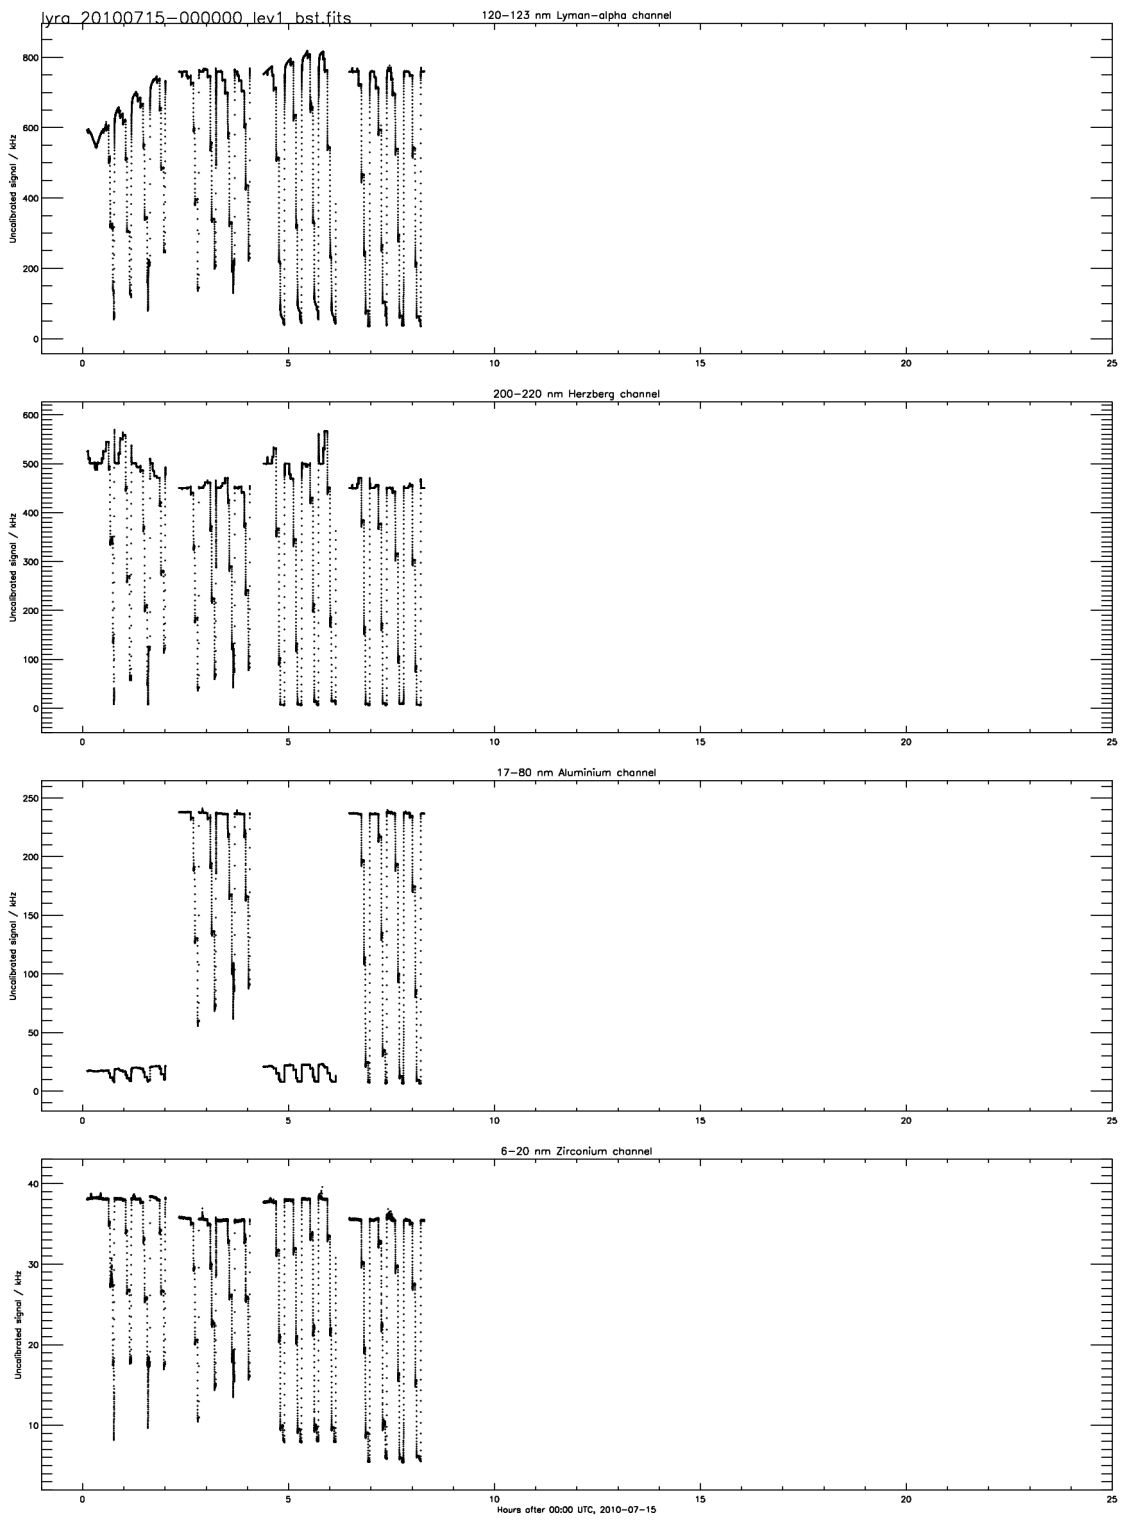 lyra_20100715-000000_lev1_bst.fits
120-123 nm Lyman-alpha channel
800
600
400
200
0
Uncalibrated signal / kHz
0 5 10 15 20 25
200-220 nm Herzberg channel
600
500
400
300
200
100
0
Uncalibrated signal / kHz
0 5 10 15 20 25
17-80 nm Aluminium channel
250
200
150
100
50
0
Uncalibrated signal / kHz
0 5 10 15 20 25
6-20 nm Zirconium channel
40
30
20
10
Uncalibrated signal / kHz
0 5 10 15 20 25
Hours after 00:00 UTC, 2010-07-15